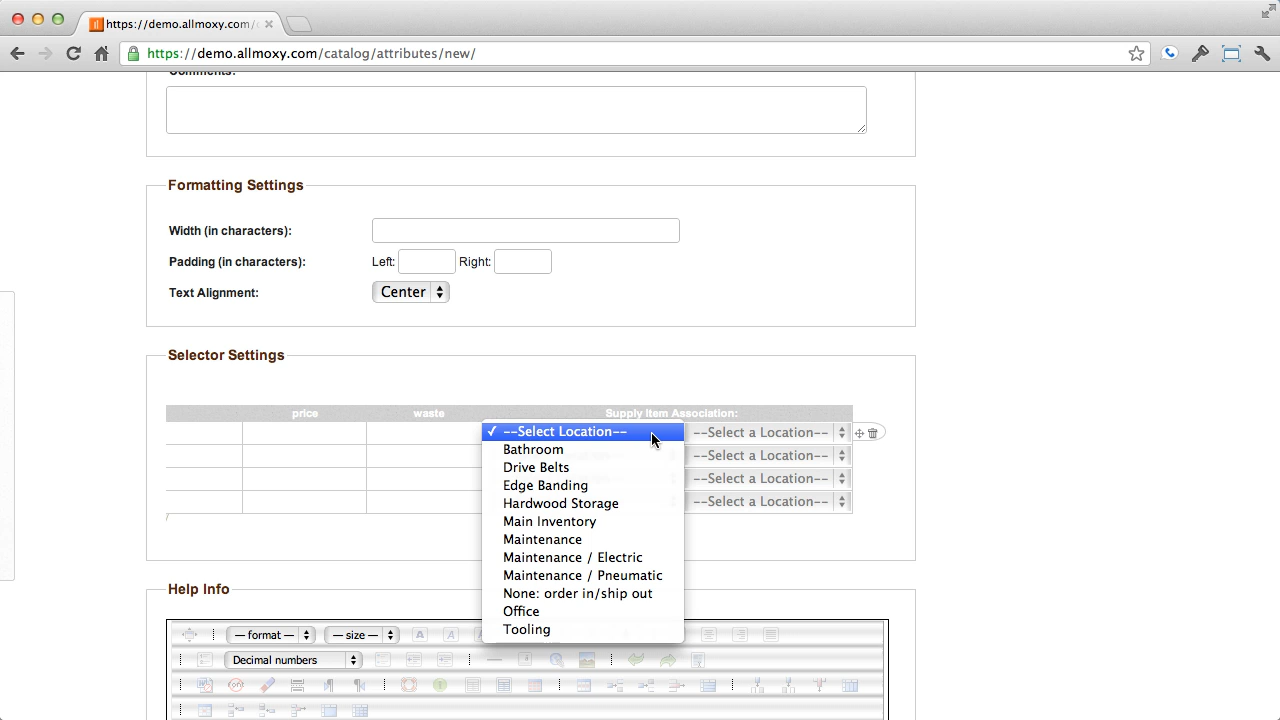 https://demo.allmoxy.com/
https://demo.allmoxy.com/catalog/attributes/new/
Comments:
Formatting Settings
Width (in characters):
Padding (in characters): Left: Right:
Text Alignment: Center
Selector Settings
price waste Supply Item Association:
✓ --Select Location-- --Select a Location--
Bathroom
--Select a Location--
Drive Belts
--Select a Location--
Edge Banding
--Select a Location--
Hardwood Storage
Main Inventory
Maintenance
Maintenance / Electric
Maintenance / Pneumatic
None: order in/ship out
Office
Tooling
Help Info
— format — — size —
Decimal numbers